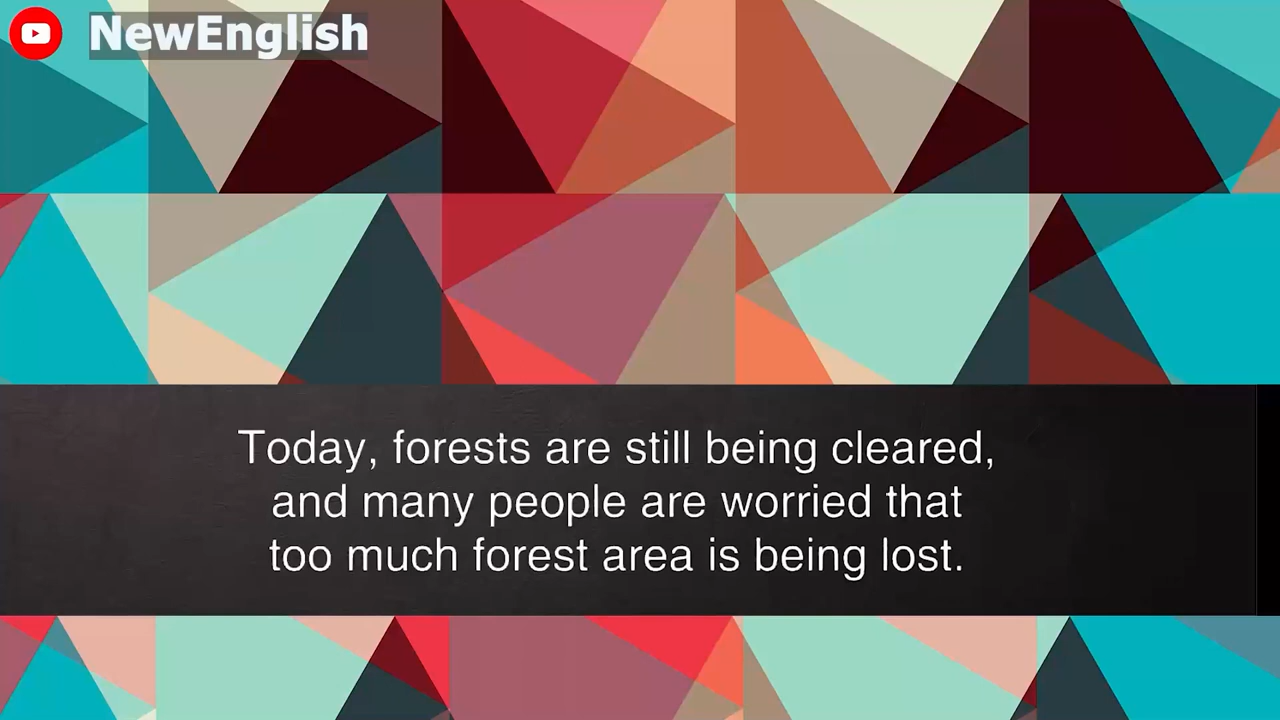 NewEnglish
Today, forests are still being cleared,
and many people are worried that
too much forest area is being lost.